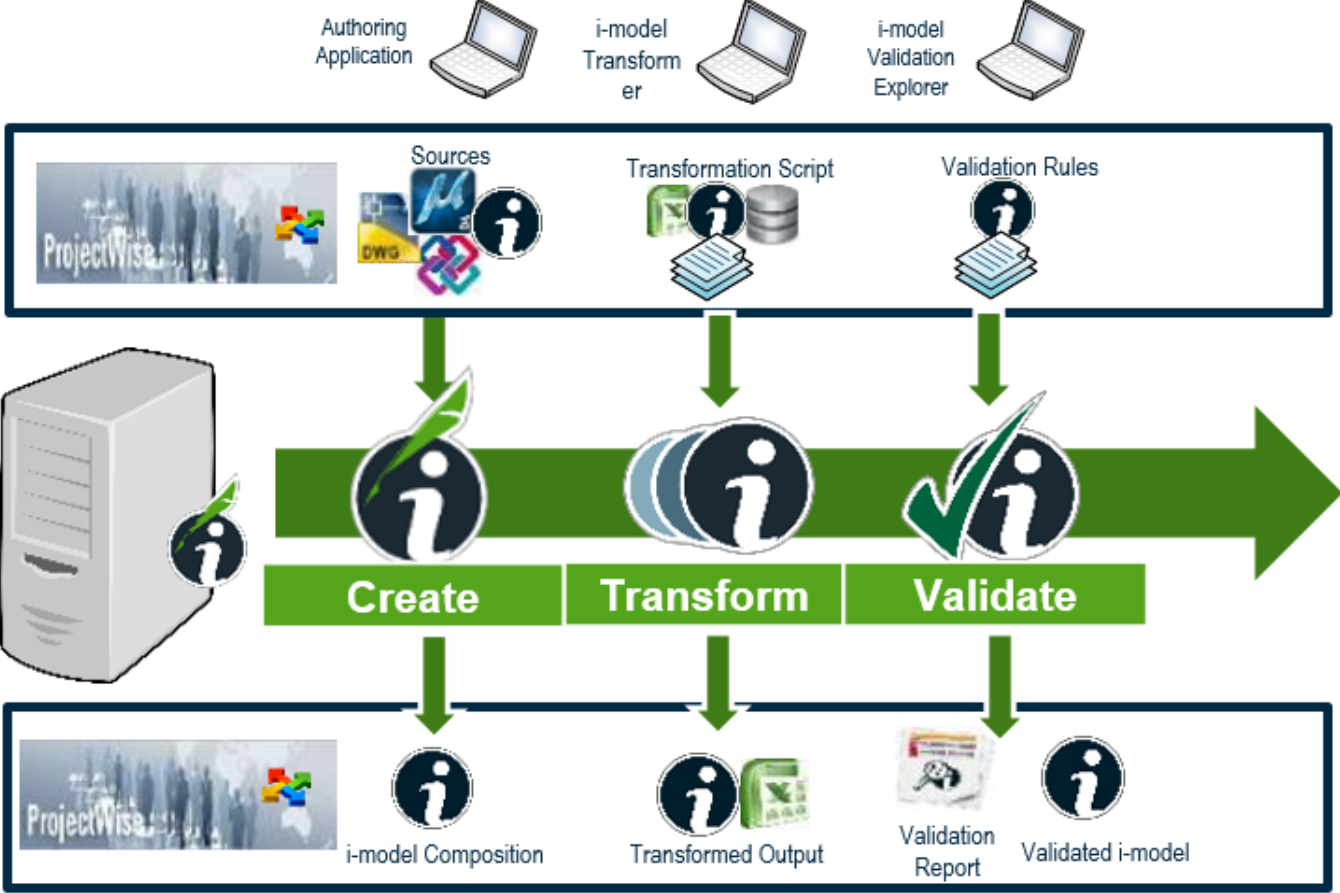 Authoring
Application
i-model
Transform
er
i-model
Validation
Explorer
ProjectWise
Sources
DWG
Transformation Script
Validation Rules
Create
Transform
Validate
ProjectWise
i-model Composition
Transformed Output
Validation
Report
Validated i-model